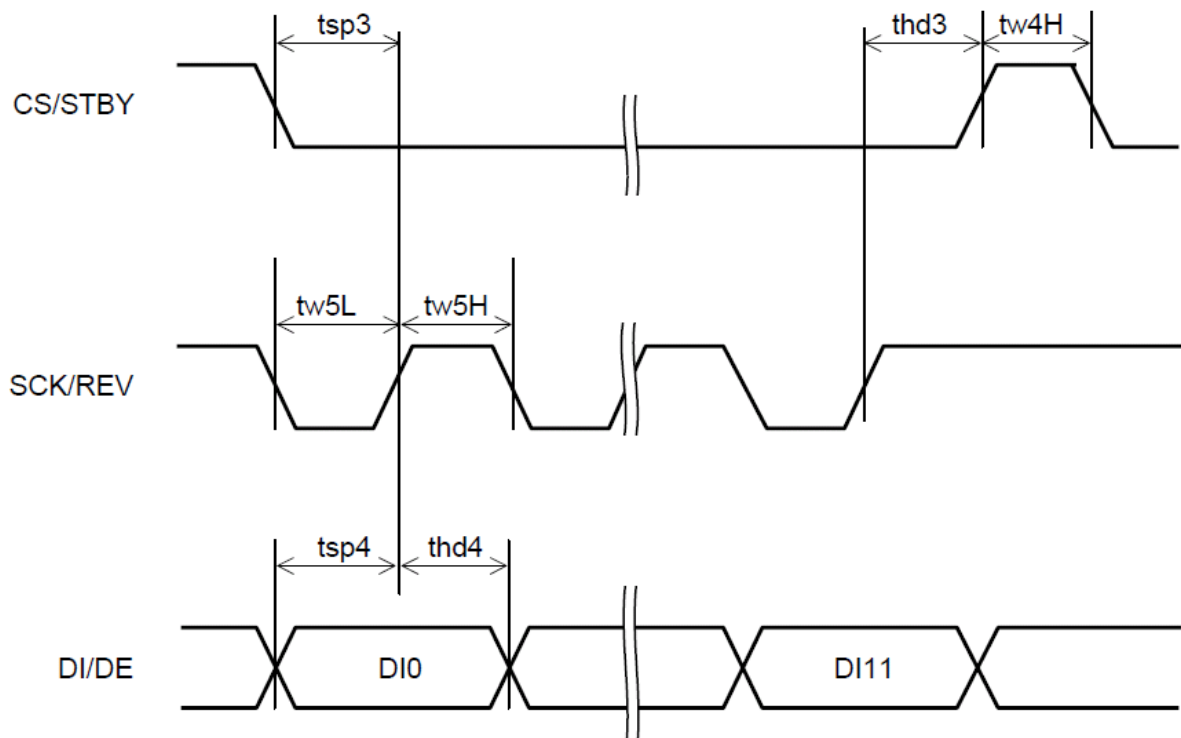 tsp3
thd3
tw4H
CS/STBY
tw5L
tw5H
SCK/REV
tsp4
thd4
DI/DE
DI0
DI11